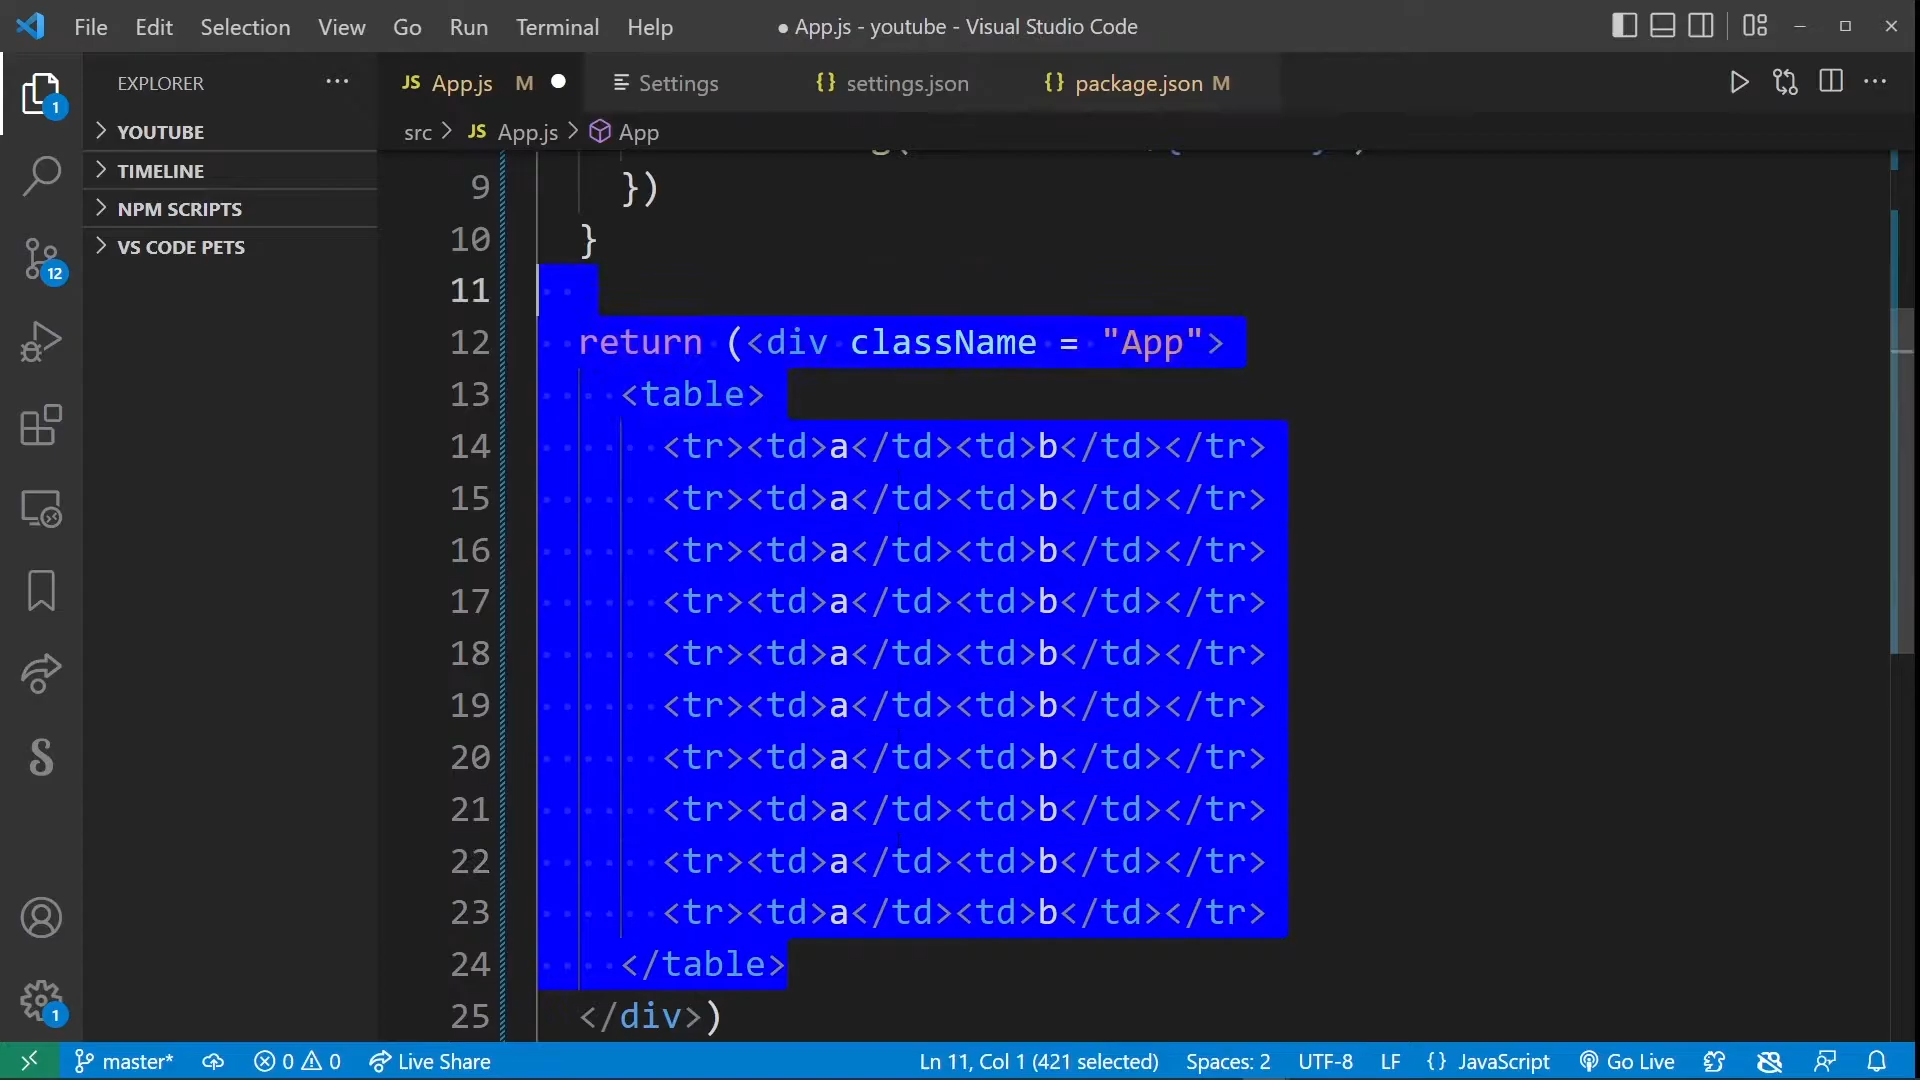 File Edit Selection View Go Run Terminal Help ● App.js - youtube - Visual Studio Code
EXPLORER ···
JS App.js M ● Settings {} settings.json {} package.json M ···
1
YOUTUBE
src > JS App.js > App
TIMELINE
NPM SCRIPTS
VS CODE PETS
12
9 })
10 }
11
12 return (<div className = "App">
13 <table>
14 <tr><td>a</td><td>b</td></tr>
15 <tr><td>a</td><td>b</td></tr>
16 <tr><td>a</td><td>b</td></tr>
17 <tr><td>a</td><td>b</td></tr>
18 <tr><td>a</td><td>b</td></tr>
19 <tr><td>a</td><td>b</td></tr>
20 <tr><td>a</td><td>b</td></tr>
21 <tr><td>a</td><td>b</td></tr>
22 <tr><td>a</td><td>b</td></tr>
23 <tr><td>a</td><td>b</td></tr>
24 </table>
25 </div>)
1
master* 0 0 Live Share Ln 11, Col 1 (421 selected) Spaces: 2 UTF-8 LF {} JavaScript Go Live